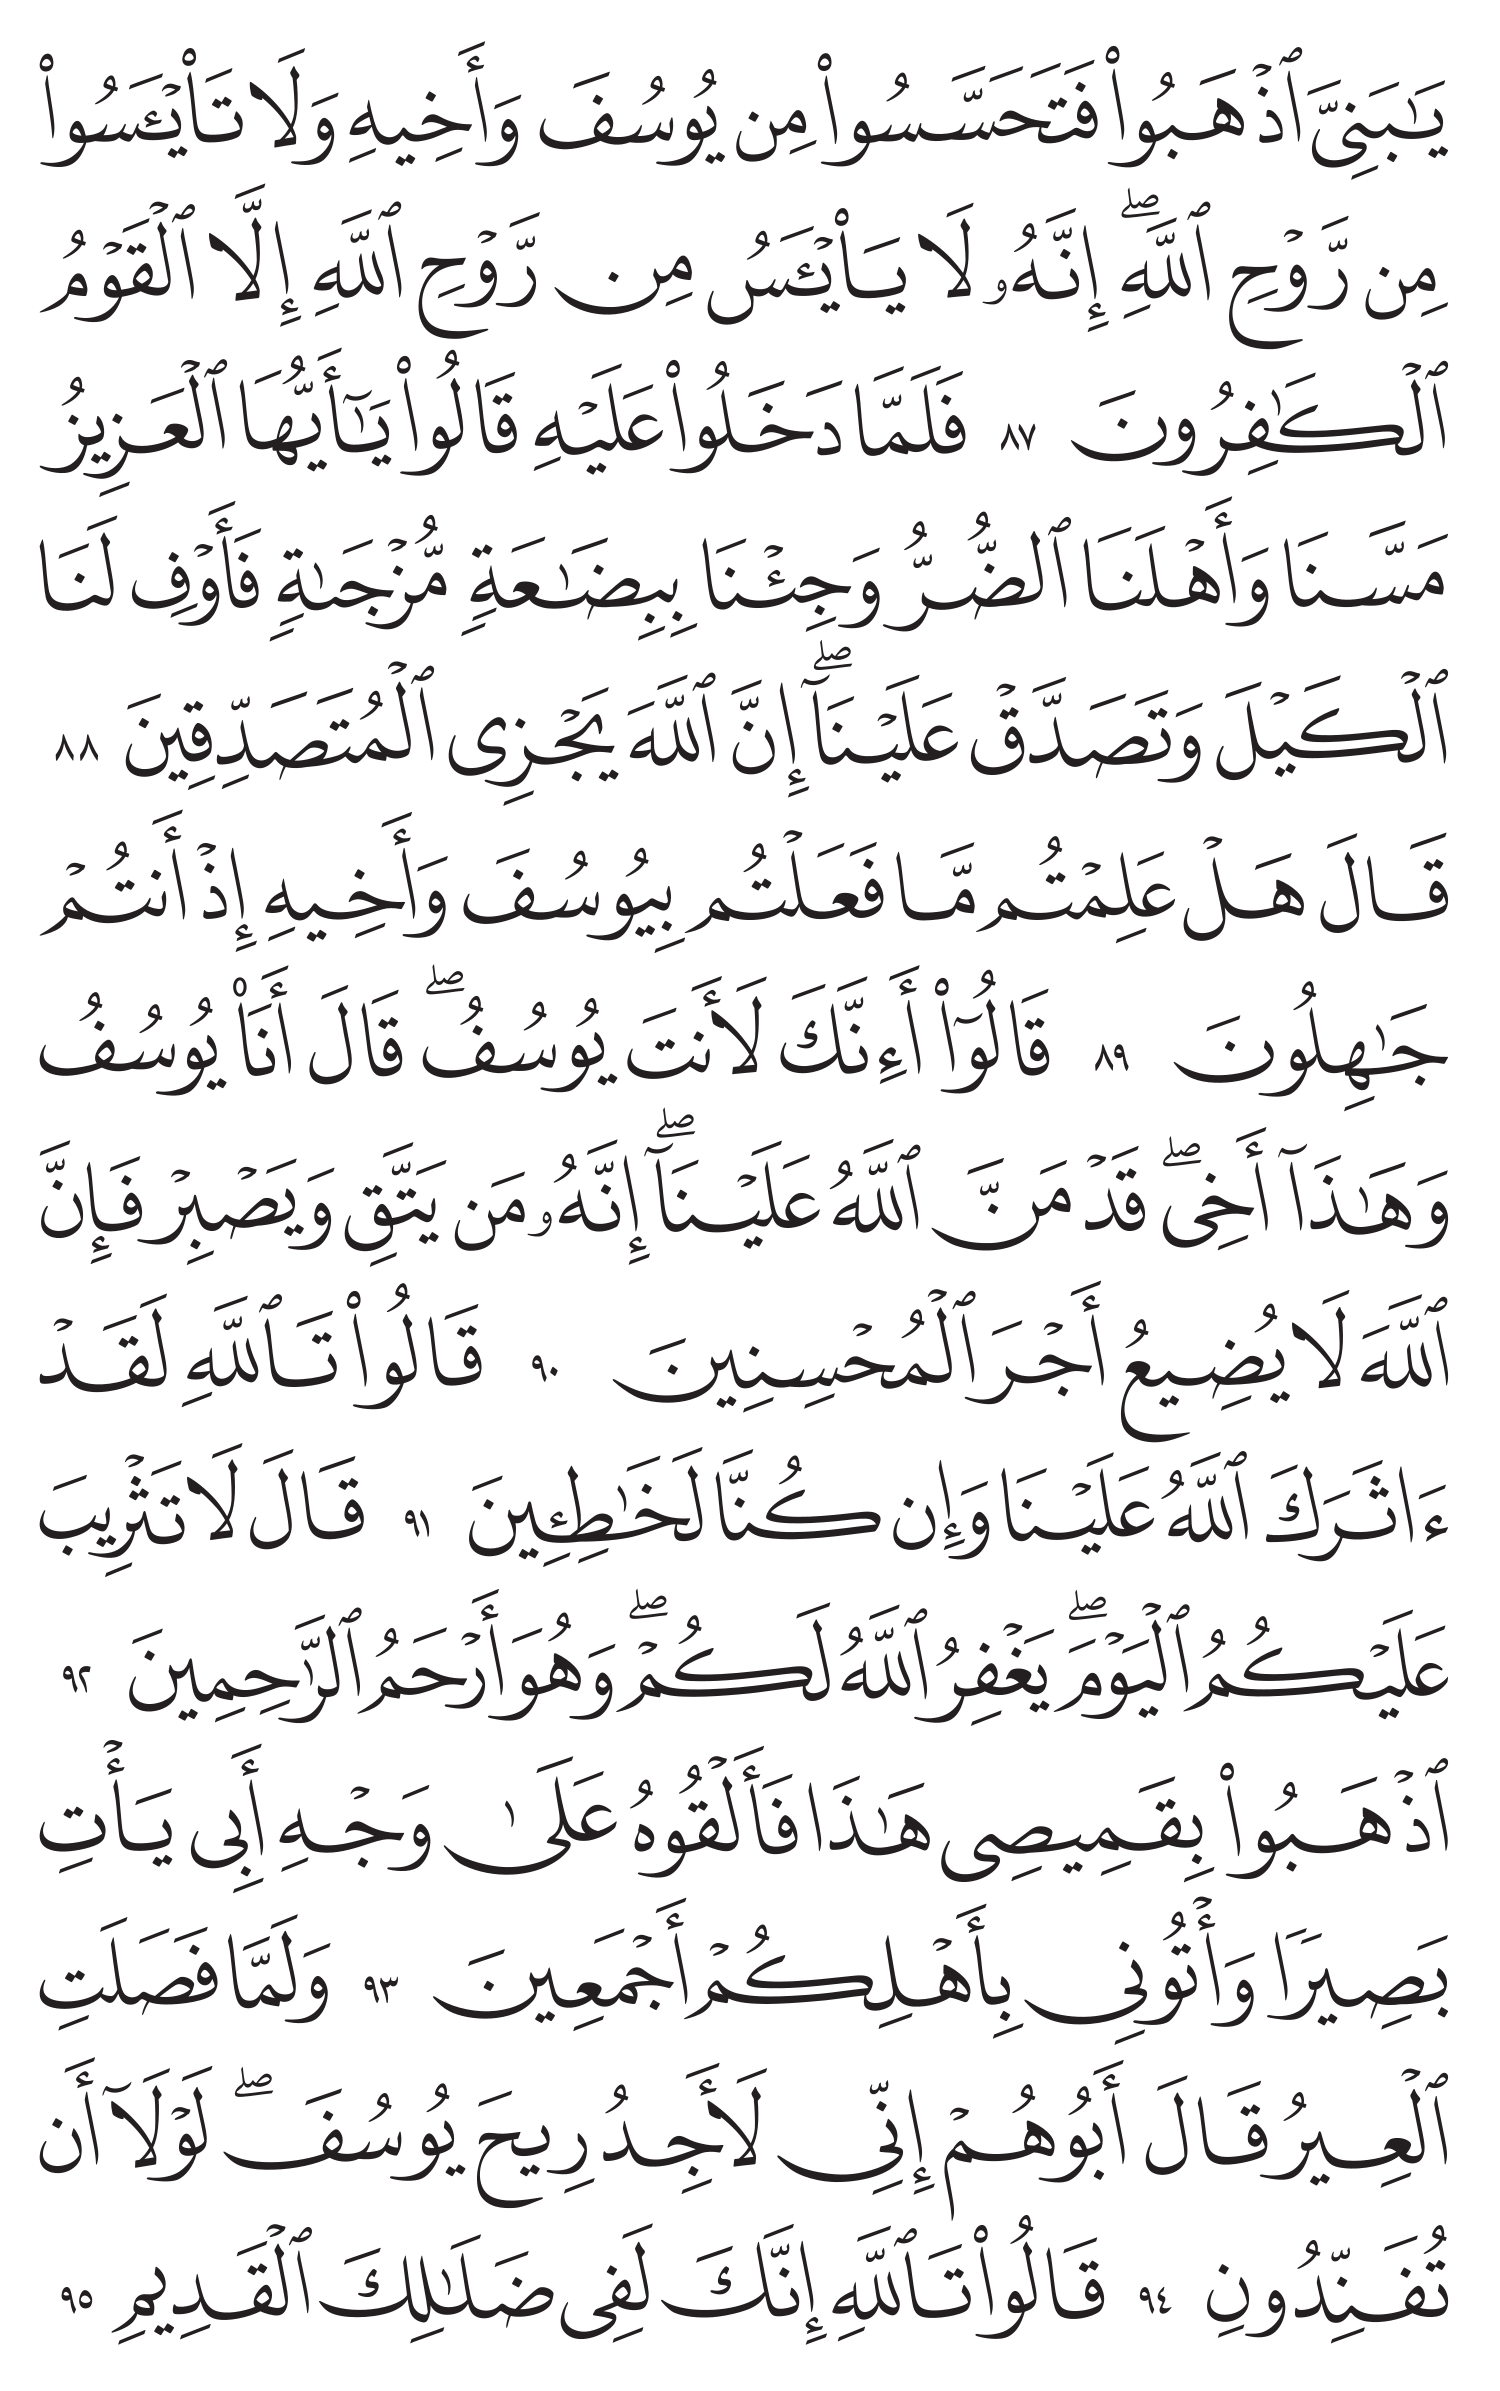 يَٰبَنِىَّ ٱذْهَبُوا۟ فَتَحَسَّسُوا۟ مِن يُوسُفَ وَأَخِيهِ وَلَا تَا۟يْـَٔسُوا۟
مِن رَّوْحِ ٱللَّهِ ۖ إِنَّهُۥ لَا يَا۟يْـَٔسُ مِن رَّوْحِ ٱللَّهِ إِلَّا ٱلْقَوْمُ
ٱلْكَٰفِرُونَ ٨٧ فَلَمَّا دَخَلُوا۟ عَلَيْهِ قَالُوا۟ يَٰٓأَيُّهَا ٱلْعَزِيزُ
مَسَّنَا وَأَهْلَنَا ٱلضُّرُّ وَجِئْنَا بِبِضَٰعَةٍ مُّزْجَىٰةٍ فَأَوْفِ لَنَا
ٱلْكَيْلَ وَتَصَدَّقْ عَلَيْنَآ ۖ إِنَّ ٱللَّهَ يَجْزِى ٱلْمُتَصَدِّقِينَ ٨٨
قَالَ هَلْ عَلِمْتُم مَّا فَعَلْتُم بِيُوسُفَ وَأَخِيهِ إِذْ أَنتُمْ
جَٰهِلُونَ ٨٩ قَالُوٓا۟ أَءِنَّكَ لَأَنتَ يُوسُفُ ۖ قَالَ أَنَا۠ يُوسُفُ
وَهَٰذَآ أَخِى ۖ قَدْ مَنَّ ٱللَّهُ عَلَيْنَآ ۖ إِنَّهُۥ مَن يَتَّقِ وَيَصْبِرْ فَإِنَّ
ٱللَّهَ لَا يُضِيعُ أَجْرَ ٱلْمُحْسِنِينَ ٩٠ قَالُوا۟ تَٱللَّهِ لَقَدْ
ءَاثَرَكَ ٱللَّهُ عَلَيْنَا وَإِن كُنَّا لَخَٰطِـِٔينَ ٩١ قَالَ لَا تَثْرِيبَ
عَلَيْكُمُ ٱلْيَوْمَ ۖ يَغْفِرُ ٱللَّهُ لَكُمْ ۖ وَهُوَ أَرْحَمُ ٱلرَّٰحِمِينَ ٩٢
ٱذْهَبُوا۟ بِقَمِيصِى هَٰذَا فَأَلْقُوهُ عَلَىٰ وَجْهِ أَبِى يَأْتِ
بَصِيرًا وَأْتُونِى بِأَهْلِكُمْ أَجْمَعِينَ ٩٣ وَلَمَّا فَصَلَتِ
ٱلْعِيرُ قَالَ أَبُوهُمْ إِنِّى لَأَجِدُ رِيحَ يُوسُفَ ۖ لَوْلَآ أَن
تُفَنِّدُونِ ٩٤ قَالُوا۟ تَٱللَّهِ إِنَّكَ لَفِى ضَلَٰلِكَ ٱلْقَدِيمِ ٩٥